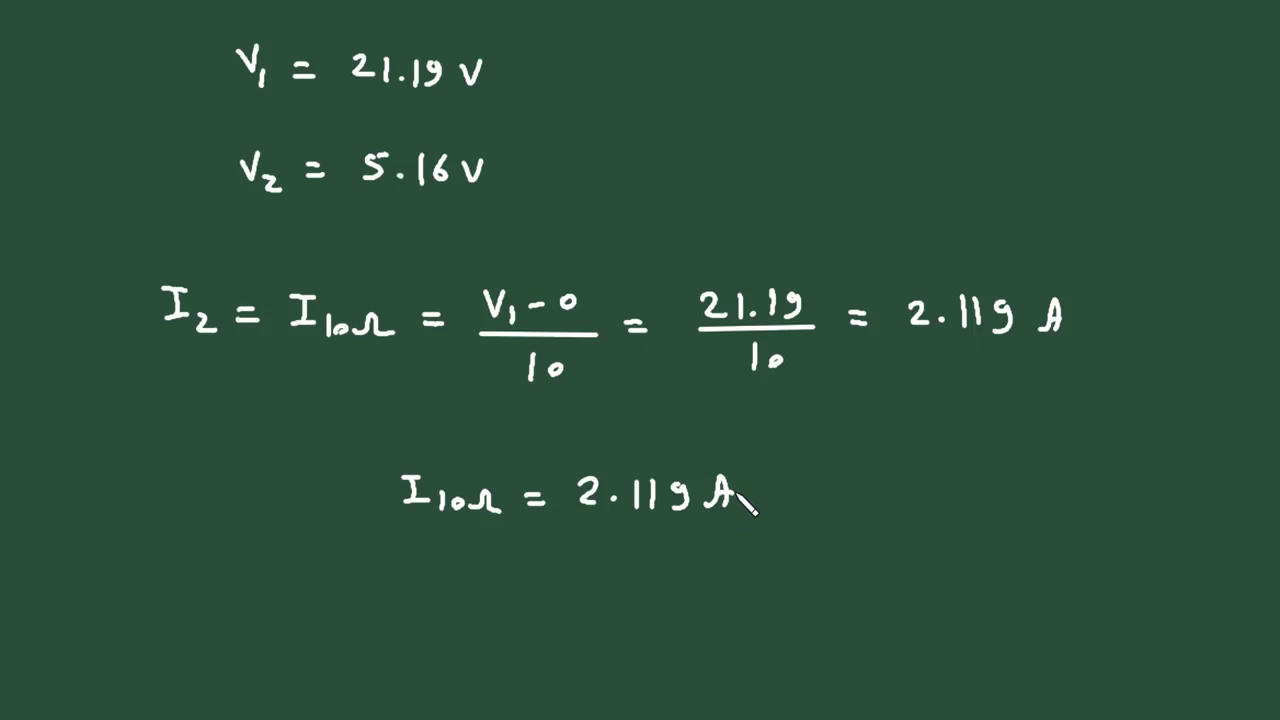 V₁ = 21.19 V
V₂ = 5.16 V
I₂ = I₁₀Ω = (V₁ - 0)/10 = 21.19/10 = 2.119 A
I₁₀Ω = 2.119 A